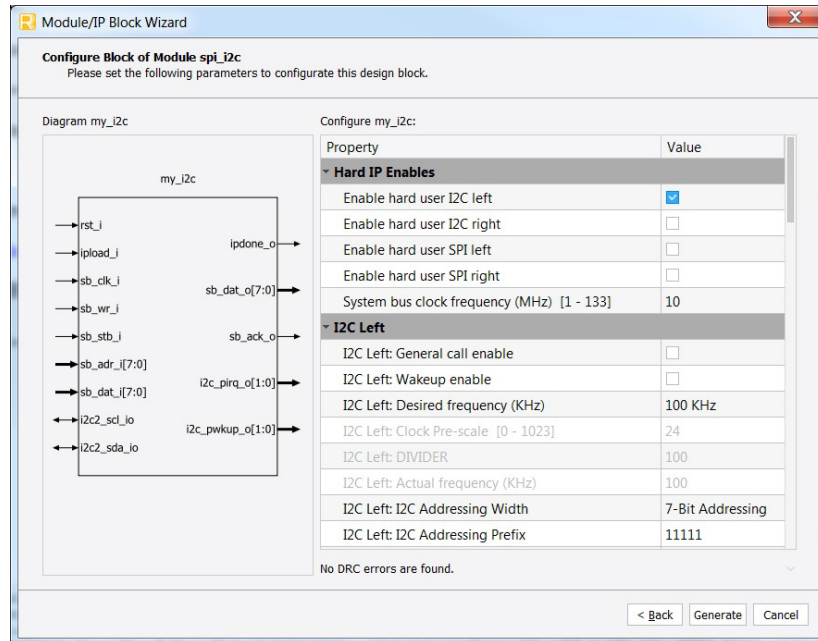 R Module/IP Block Wizard X
Configure Block of Module spi_i2c
Please set the following parameters to configurate this design block.
Diagram my_i2c
my_i2c
rst_i
ipload_i
sb_clk_i
sb_wr_i
sb_stb_i
sb_adr_i[7:0]
sb_dat_i[7:0]
i2c2_scl_io
i2c2_sda_io
ipdone_o
sb_dat_o[7:0]
sb_ack_o
i2c_pirq_o[1:0]
i2c_pwkup_o[1:0]
Configure my_i2c:
Property Value
Hard IP Enables
Enable hard user I2C left
Enable hard user I2C right
Enable hard user SPI left
Enable hard user SPI right
System bus clock frequency (MHz) [1 - 133] 10
I2C Left
I2C Left: General call enable
I2C Left: Wakeup enable
I2C Left: Desired frequency (KHz) 100 KHz
I2C Left: Clock Pre-scale [0 - 1023] 24
I2C Left: DIVIDER 100
I2C Left: Actual frequency (KHz) 100
I2C Left: I2C Addressing Width 7-Bit Addressing
I2C Left: I2C Addressing Prefix 11111
No DRC errors are found.
< Back Generate Cancel